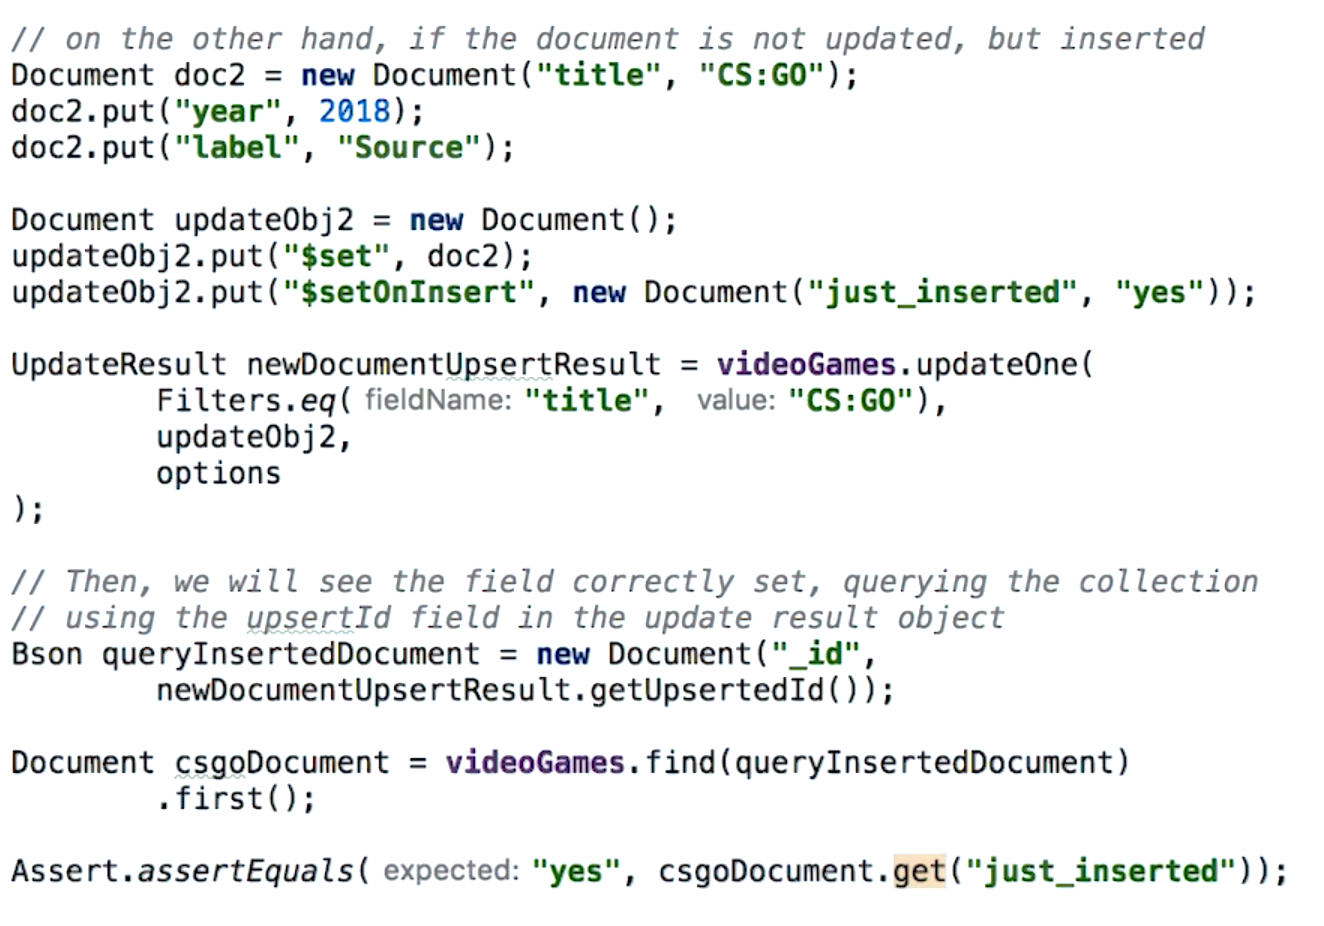 // on the other hand, if the document is not updated, but inserted
Document doc2 = new Document("title", "CS:GO");
doc2.put("year", 2018);
doc2.put("label", "Source");
Document updateObj2 = new Document();
updateObj2.put("$set", doc2);
updateObj2.put("$setOnInsert", new Document("just_inserted", "yes"));
UpdateResult newDocumentUpsertResult = videoGames.updateOne(
        Filters.eq( fieldName: "title",  value: "CS:GO"),
        updateObj2,
        options
);
// Then, we will see the field correctly set, querying the collection
// using the upsertId field in the update result object
Bson queryInsertedDocument = new Document("_id",
        newDocumentUpsertResult.getUpsertedId());
Document csgoDocument = videoGames.find(queryInsertedDocument)
        .first();
Assert.assertEquals( expected: "yes", csgoDocument.get("just_inserted"));